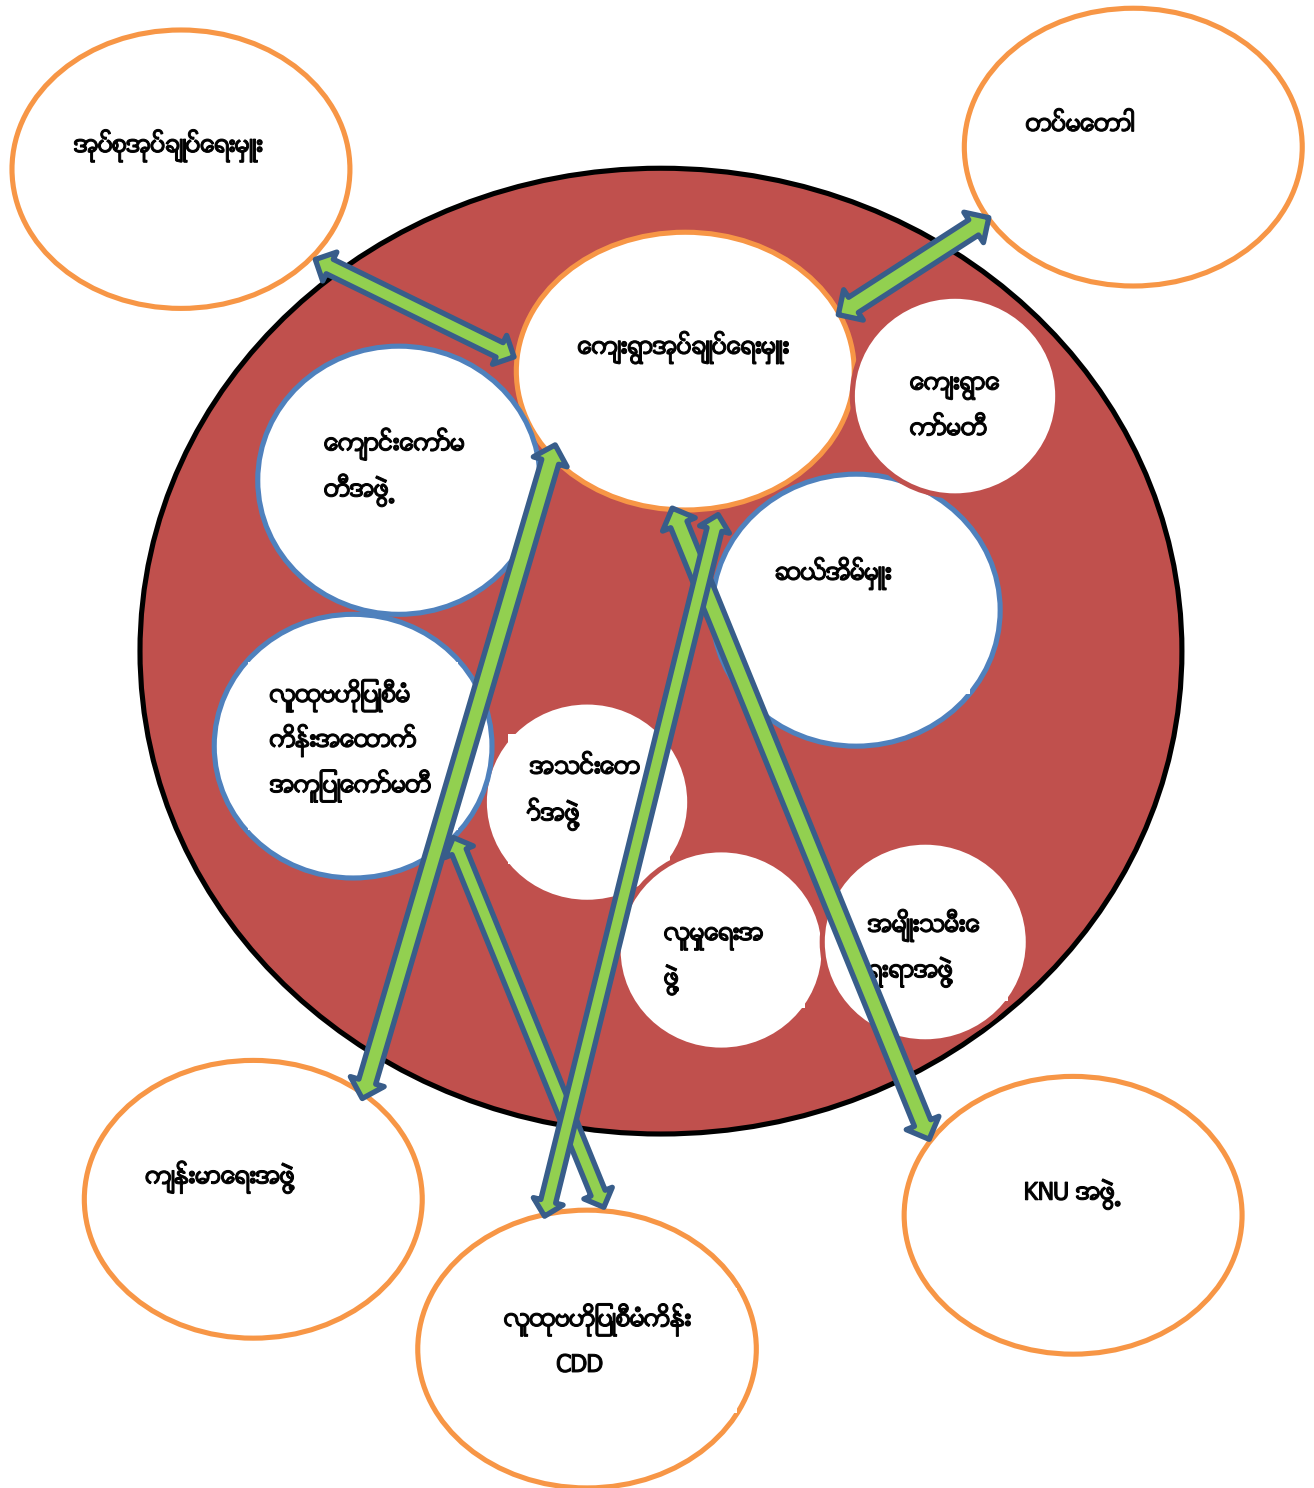 အုပ်စုအုပ်ချုပ်ရေးမှူး
တပ်မတော်ါ
ကျေးရွာအုပ်ချုပ်ရေးမှူး
ကျေးရွာေ
ကာ်မတီ
ကျောင်းကော်မ
တီအဖွဲ့
ဆယ်အိမ်မှူး
လူထုဗဟိုပြုစီမံ
ကိန်းအထောက်
အကူပြုကော်မတီ
အသင်းတေ
ာ်အဖွဲ့
လူမှုရေးအ
ဖွဲ့
အမျိုးသမီးေ
ရးရာအဖွဲ့
ကျန်းမာရေးအဖွဲ့
KNU အဖွဲ့
လူထုဗဟိုပြုစီမံကိန်း
CDD